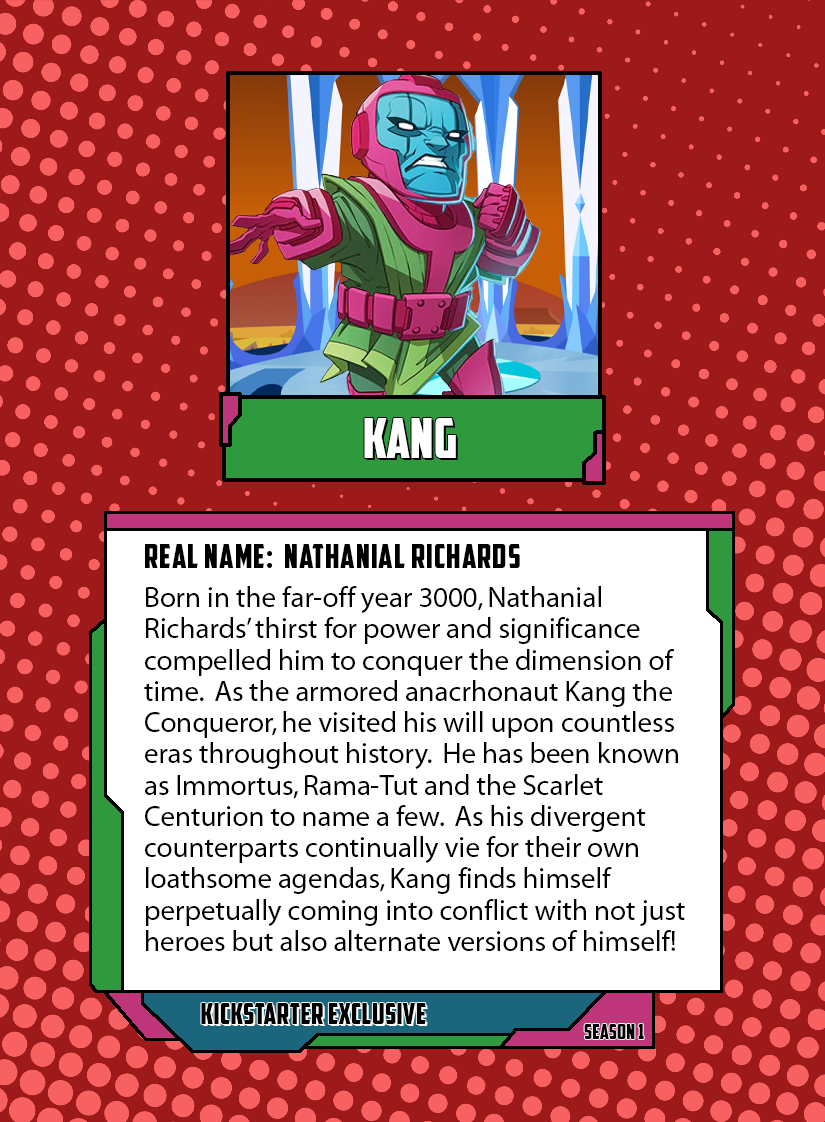 KANG
REAL NAME: NATHANIAL RICHARDS
Born in the far-off year 3000, Nathanial
Richards' thirst for power and significance
compelled him to conquer the dimension of
time. As the armored anacrhonaut Kang the
Conqueror, he visited his will upon countless
eras throughout history. He has been known
as Immortus, Rama-Tut and the Scarlet
Centurion to name a few. As his divergent
counterparts continually vie for their own
loathsome agendas, Kang finds himself
perpetually coming into conflict with not just
heroes but also alternate versions of himself!
KICKSTARTER EXCLUSIVE
SEASON 1